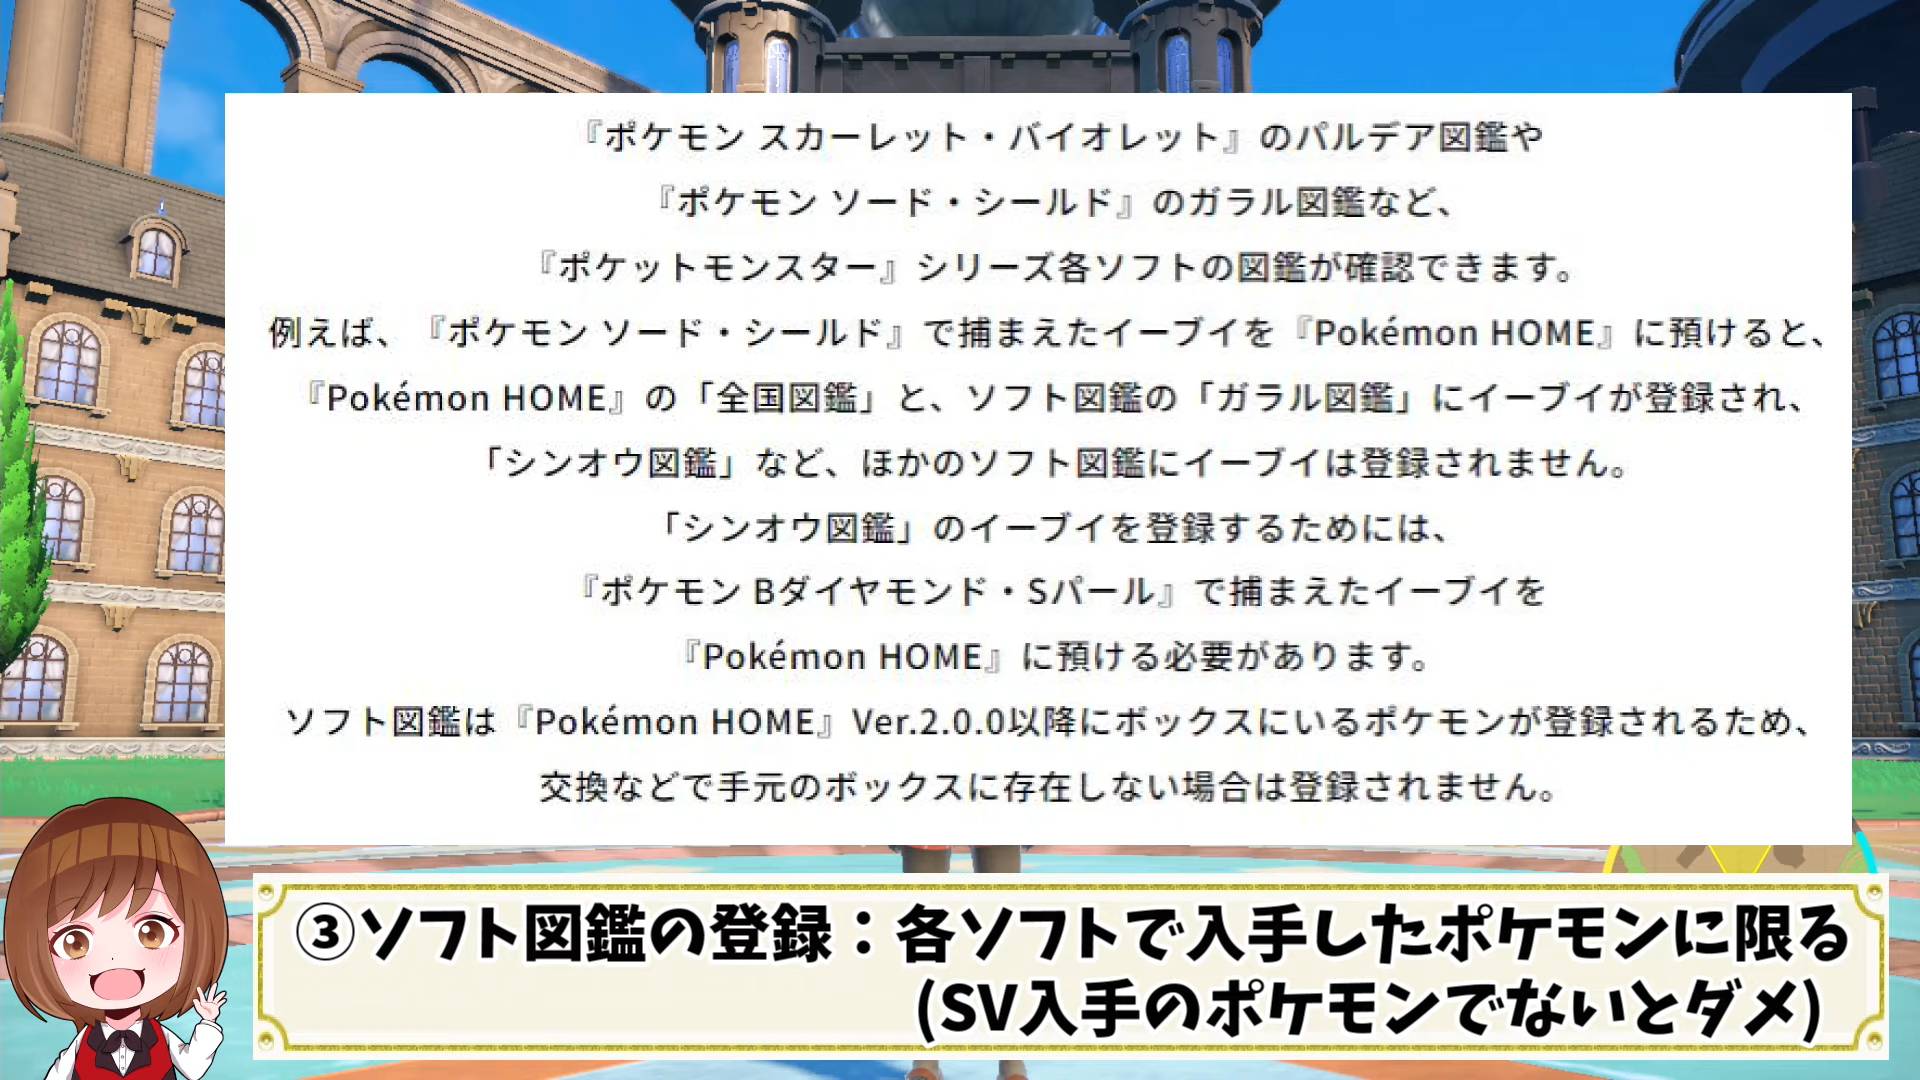 『ポケモン スカーレット・バイオレット』のパルデア図鑑や
『ポケモン ソード・シールド』のガラル図鑑など、
『ポケットモンスター』シリーズ各ソフトの図鑑が確認できます。
例えば、『ポケモン ソード・シールド』で捕まえたイーブイを『Pokémon HOME』に預けると、
『Pokémon HOME』の「全国図鑑」と、ソフト図鑑の「ガラル図鑑」にイーブイが登録され、
「シンオウ図鑑」など、ほかのソフト図鑑にイーブイは登録されません。
「シンオウ図鑑」のイーブイを登録するためには、
『ポケモン Bダイヤモンド・Sパール』で捕まえたイーブイを
『Pokémon HOME』に預ける必要があります。
ソフト図鑑は『Pokémon HOME』Ver.2.0.0以降にボックスにいるポケモンが登録されるため、
交換などで手元のボックスに存在しない場合は登録されません。
③ソフト図鑑の登録：各ソフトで入手したポケモンに限る
(SV入手のポケモンでないとダメ)